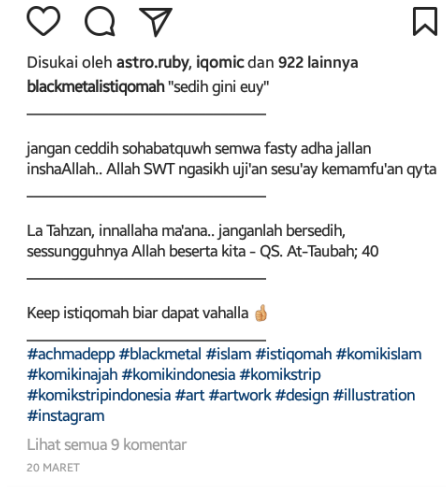 Disukai oleh astro.ruby, iqomic dan 922 lainnya
blackmetalistiqomah "sedih gini euy"
jangan ceddih sohabatquwh semwa fasty adha jallan
inshaAllah.. Allah SWT ngasikh uji'an sesu'ay kemamfu'an qyta
La Tahzan, innallaha ma'ana.. janganlah bersedih,
sessungguhnya Allah beserta kita - QS. At-Taubah; 40
Keep istiqomah biar dapat vahalla ☝🏼
#achmadepp #blackmetal #islam #istiqomah #komikislam
#komikinajah #komikindonesia #komikstrip
#komikstripindonesia #art #artwork #design #illustration
#instagram
Lihat semua 9 komentar
20 MARET